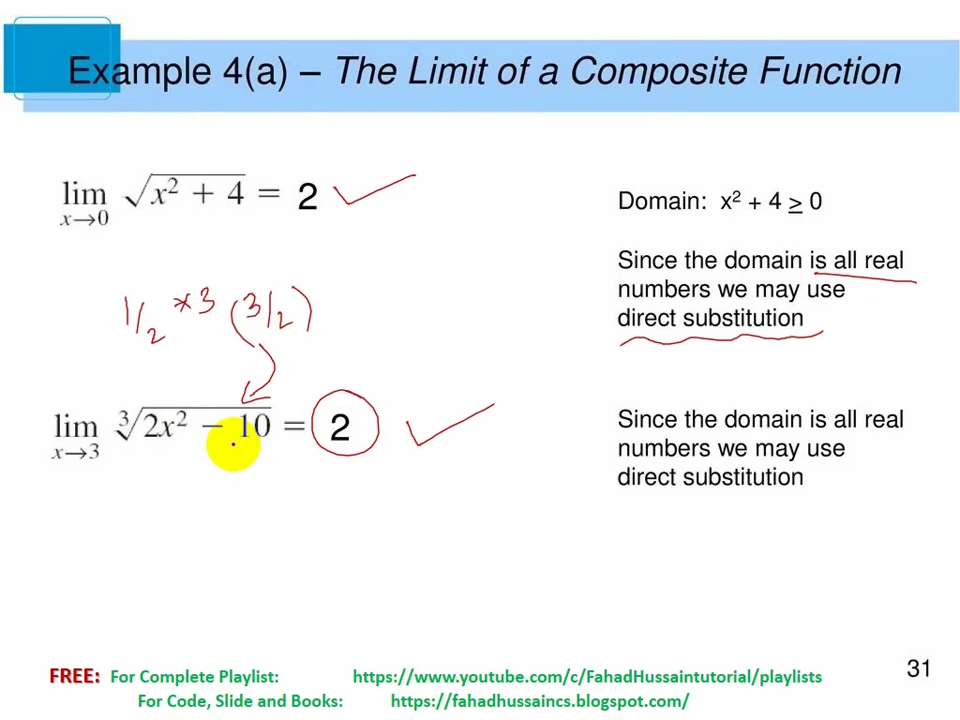 Example 4(a) – The Limit of a Composite Function
lim x→0 √(x² + 4) = 2
Domain: x² + 4 ≥ 0
Since the domain is all real
numbers we may use
direct substitution
1/2 * 3 (3/2)
lim x→3 ∛(2x² − 10) = 2
Since the domain is all real
numbers we may use
direct substitution
31
FREE: For Complete Playlist: https://www.youtube.com/c/FahadHussaintutorial/playlists
For Code, Slide and Books: https://fahadhussaincs.blogspot.com/